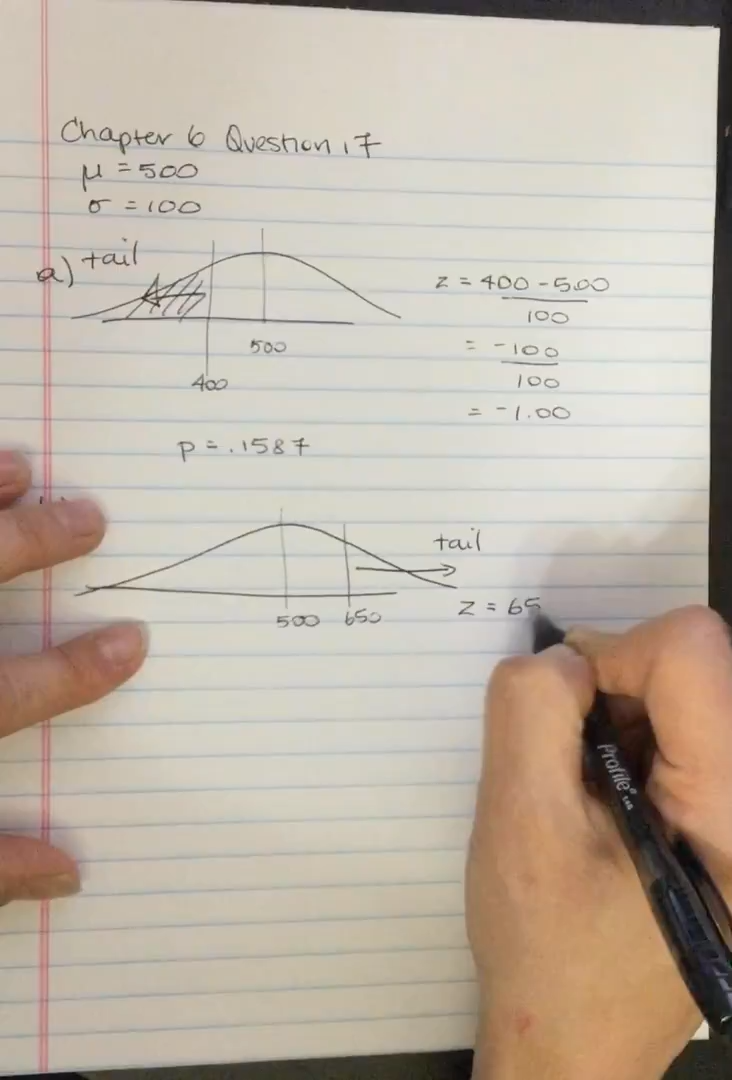 Chapter 6 Question 17
μ = 500
σ = 100
a) tail
500
400
z = 400 - 500
100
= -100
100
= -1.00
p = .1587
tail
500 650
z = 65
Profile